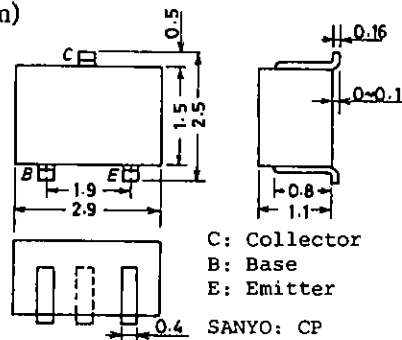 m)
C
0.5
0.16
1.5
2.5
0~0.1
B
E
1.9
2.9
0.8
1.1
C: Collector
B: Base
E: Emitter
0.4
SANYO: CP